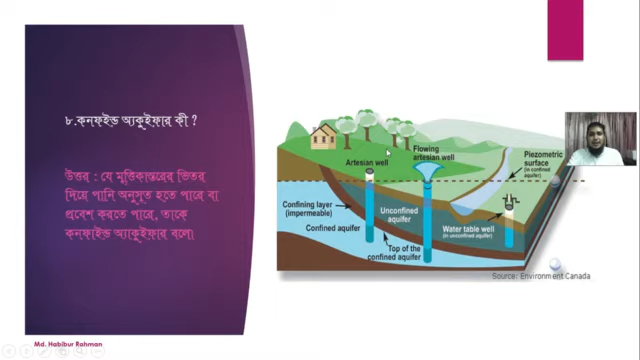 ৮.কনফাইন্ড আকুইফার কী ?
উত্তর : যে মৃত্তিকাস্তরের ভিতর
দিয়ে পানি অনুসৃত হতে পারে বা
প্রবেশ করতে পারে, তাকে
কনফাইন্ড অ্যাকুইফার বলে।
Artesian well
Flowing
artesian well
Piezometric
surface
(in confined
aquifer)
Confining layer
(impermeable)
Unconfined
aquifer
Confined aquifer
Water table well
(in unconfined aquifer)
Top of the
confined aquifer
Source: Environment Canada
Md. Habibur Rahman